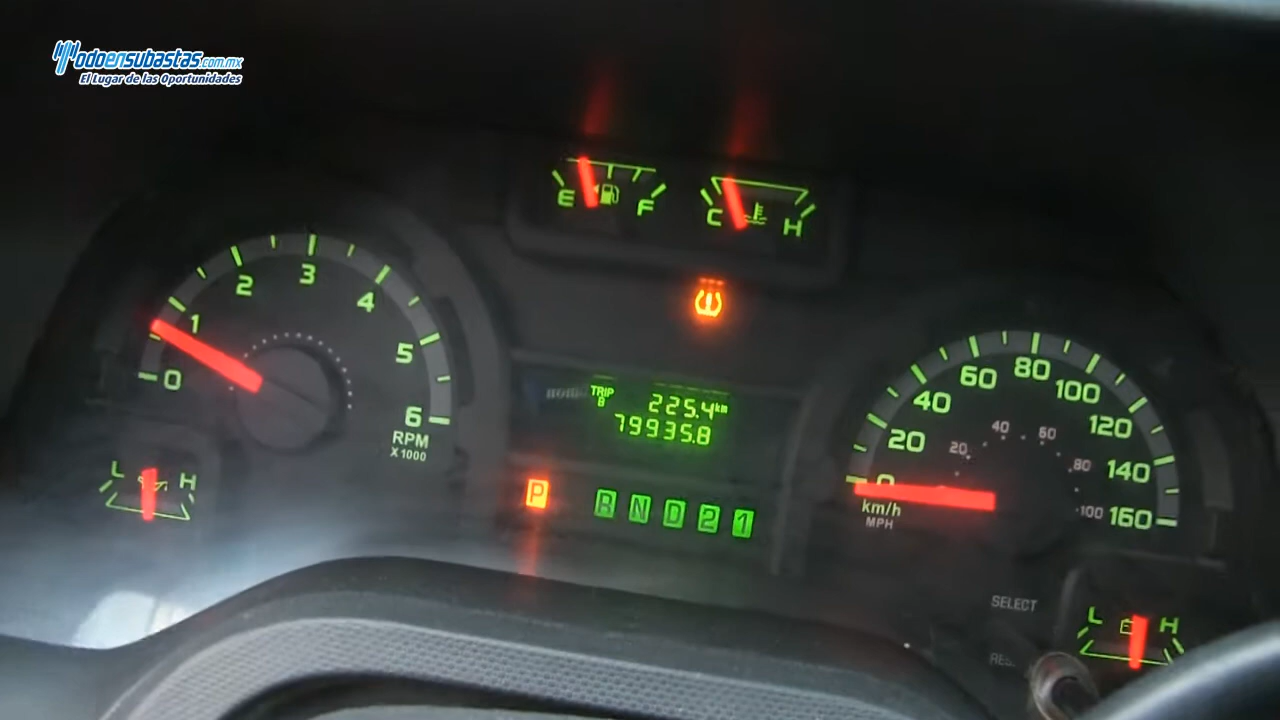 Todoensubastas.com.mx
El Lugar de las Oportunidades
E F
C H
0 1 2 3 4 5 6
RPM
X1000
L H
TRIP
B
225.4 km
79935.8
P R N D 2 1
0 20 40 60 80 100 120 140 160
20 40 60 80 100
km/h
MPH
SELECT
L H